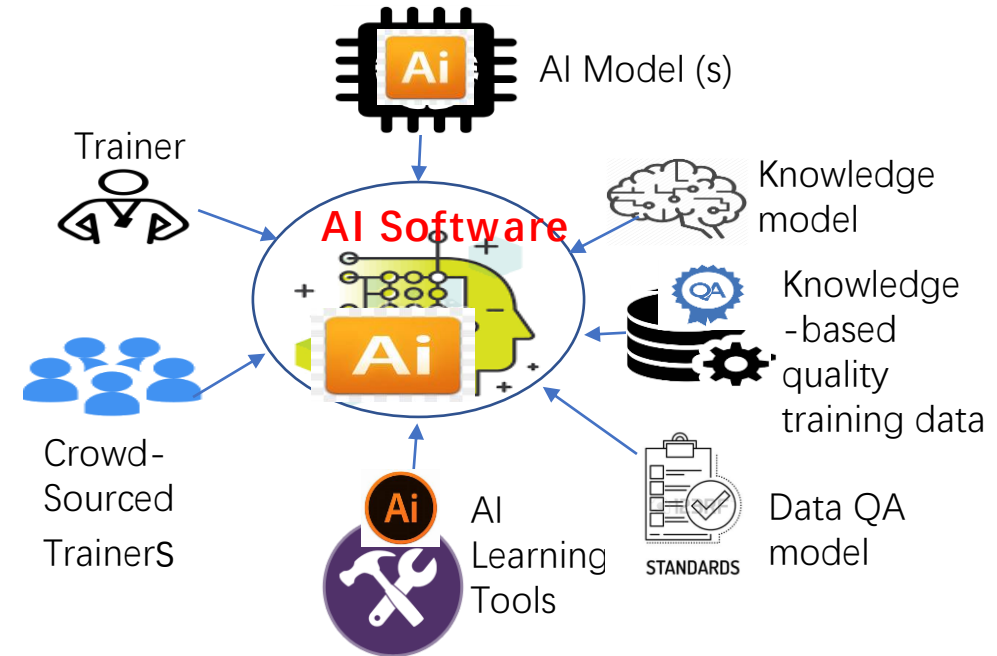 Ai
AI Model (s)
Trainer
Knowledge
model
AI Software
QA
Knowledge
-based
quality
training data
Ai
Crowd-
Sourced
TrainerS
Ai
AI
Learning
Tools
Data QA
model
STANDARDS